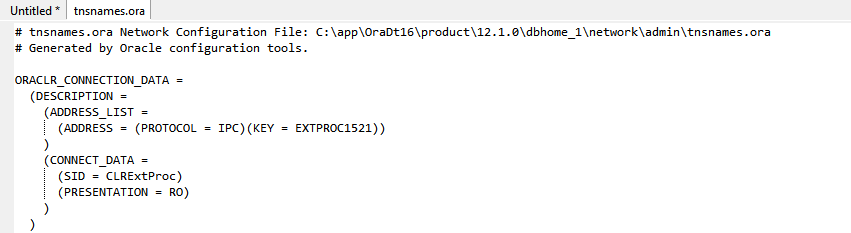 Untitled * tnsnames.ora
# tnsnames.ora Network Configuration File: C:\app\OraDt16\product\12.1.0\dbhome_1\network\admin\tnsnames.ora
# Generated by Oracle configuration tools.

ORACLR_CONNECTION_DATA =
  (DESCRIPTION =
    (ADDRESS_LIST =
      (ADDRESS = (PROTOCOL = IPC)(KEY = EXTPROC1521))
    )
    (CONNECT_DATA =
      (SID = CLRExtProc)
      (PRESENTATION = RO)
    )
  )